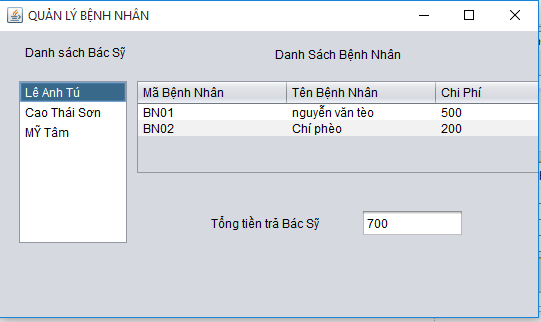 QUẢN LÝ BỆNH NHÂN
Danh sách Bác Sỹ
Danh Sách Bệnh Nhân
Lê Anh Tú
Cao Thái Sơn
MỸ Tâm
Mã Bệnh Nhân Tên Bệnh Nhân Chi Phí
BN01 nguyễn văn tèo 500
BN02 Chí phèo 200
Tổng tiền trả Bác Sỹ 700